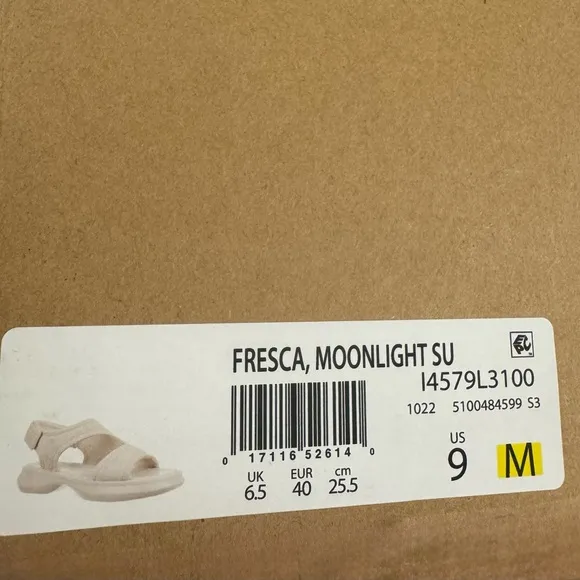 FRESCA, MOONLIGHT SU
I4579L3100
1022 5100484599 S3
0 17116 52614 0
UK EUR cm
6.5 40 25.5
US
9 M